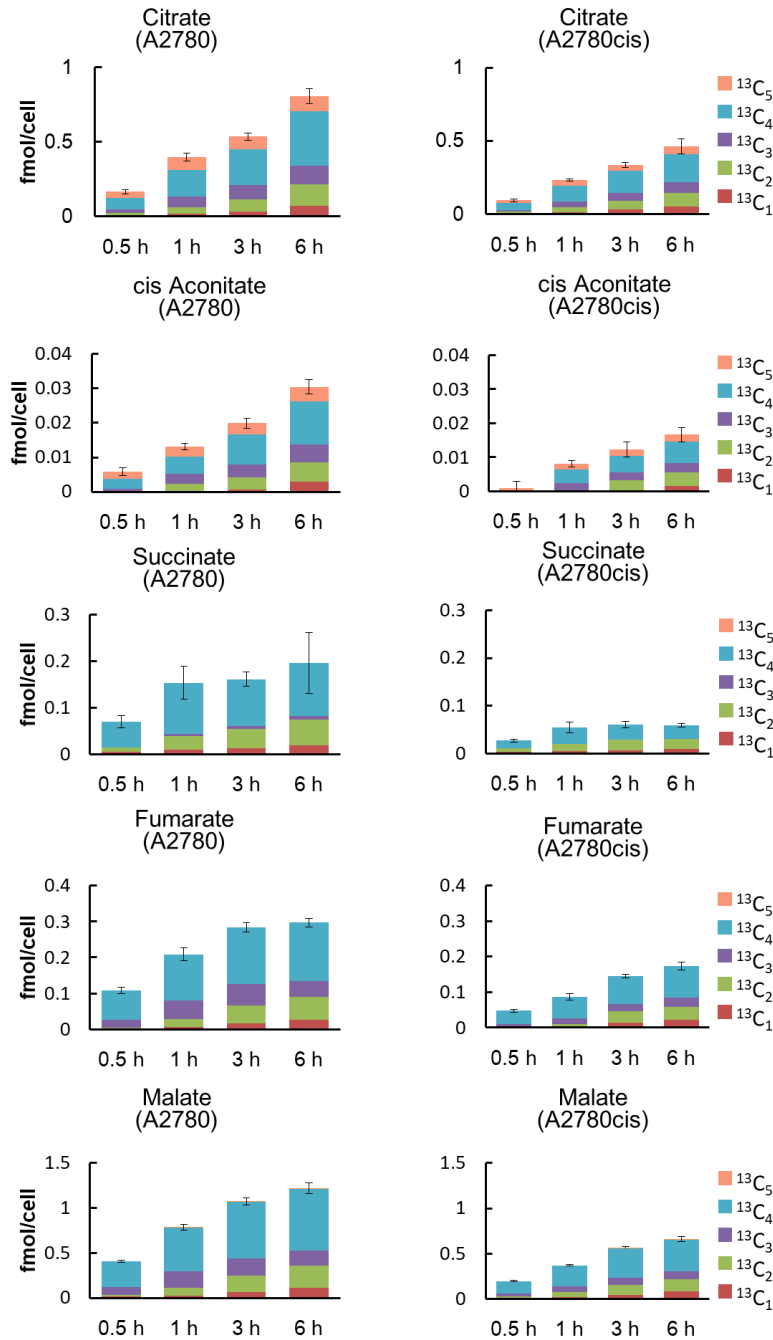 Citrate
(A2780)
fmol/cell
1
0.5
0
0.5 h 1 h 3 h 6 h
Citrate
(A2780cis)
1
0.5
0
0.5 h 1 h 3 h 6 h
¹³C₅
¹³C₄
¹³C₃
¹³C₂
¹³C₁
cis Aconitate
(A2780)
fmol/cell
0.04
0.03
0.02
0.01
0
0.5 h 1 h 3 h 6 h
cis Aconitate
(A2780cis)
0.04
0.03
0.02
0.01
0
0.5 h 1 h 3 h 6 h
¹³C₅
¹³C₄
¹³C₃
¹³C₂
¹³C₁
Succinate
(A2780)
fmol/cell
0.3
0.2
0.1
0
0.5 h 1 h 3 h 6 h
Succinate
(A2780cis)
0.3
0.2
0.1
0
0.5 h 1 h 3 h 6 h
¹³C₅
¹³C₄
¹³C₃
¹³C₂
¹³C₁
Fumarate
(A2780)
fmol/cell
0.4
0.3
0.2
0.1
0
0.5 h 1 h 3 h 6 h
Fumarate
(A2780cis)
0.4
0.3
0.2
0.1
0
0.5 h 1 h 3 h 6 h
¹³C₅
¹³C₄
¹³C₃
¹³C₂
¹³C₁
Malate
(A2780)
fmol/cell
1.5
1
0.5
0
0.5 h 1 h 3 h 6 h
Malate
(A2780cis)
1.5
1
0.5
0
0.5 h 1 h 3 h 6 h
¹³C₅
¹³C₄
¹³C₃
¹³C₂
¹³C₁